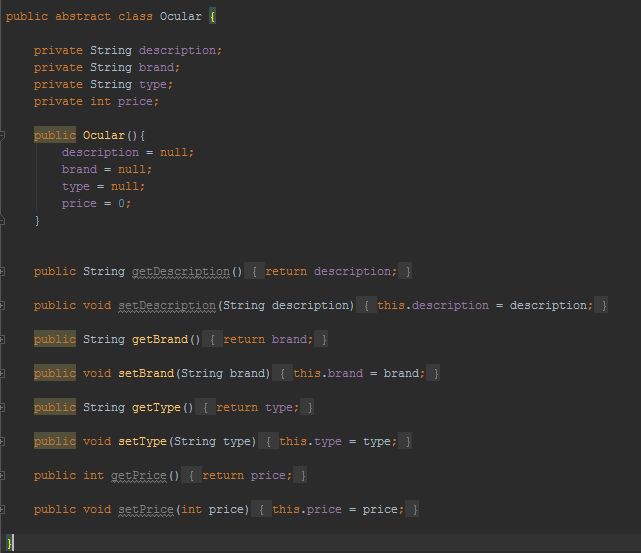 public abstract class Ocular {
private String description;
private String brand;
private String type;
private int price;
public Ocular(){
description = null;
brand = null;
type = null;
price = 0;
}
public String getDescription() { return description; }
public void setDescription(String description) { this.description = description; }
public String getBrand() { return brand; }
public void setBrand(String brand) { this.brand = brand; }
public String getType() { return type; }
public void setType(String type) { this.type = type; }
public int getPrice() { return price; }
public void setPrice(int price) { this.price = price; }
}